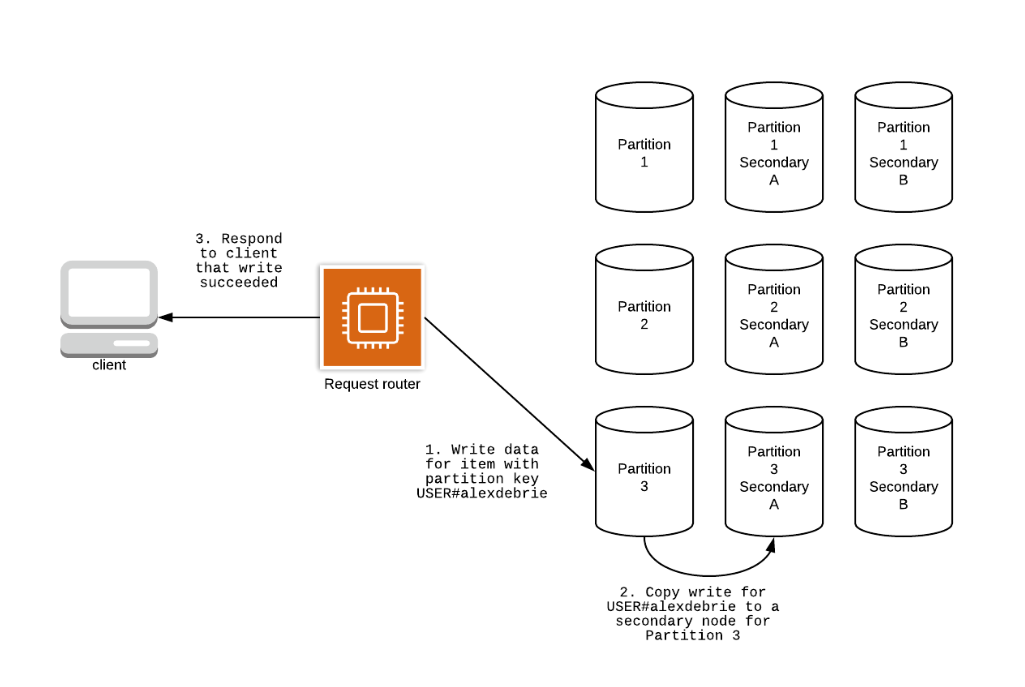 Partition
1
Partition
1
Secondary
A
Partition
1
Secondary
B
3. Respond
to client
that write
succeeded
client
Request router
Partition
2
Partition
2
Secondary
A
Partition
2
Secondary
B
1. Write data
for item with
partition key
USER#alexdebrie
Partition
3
Partition
3
Secondary
A
Partition
3
Secondary
B
2. Copy write for
USER#alexdebrie to a
secondary node for
Partition 3